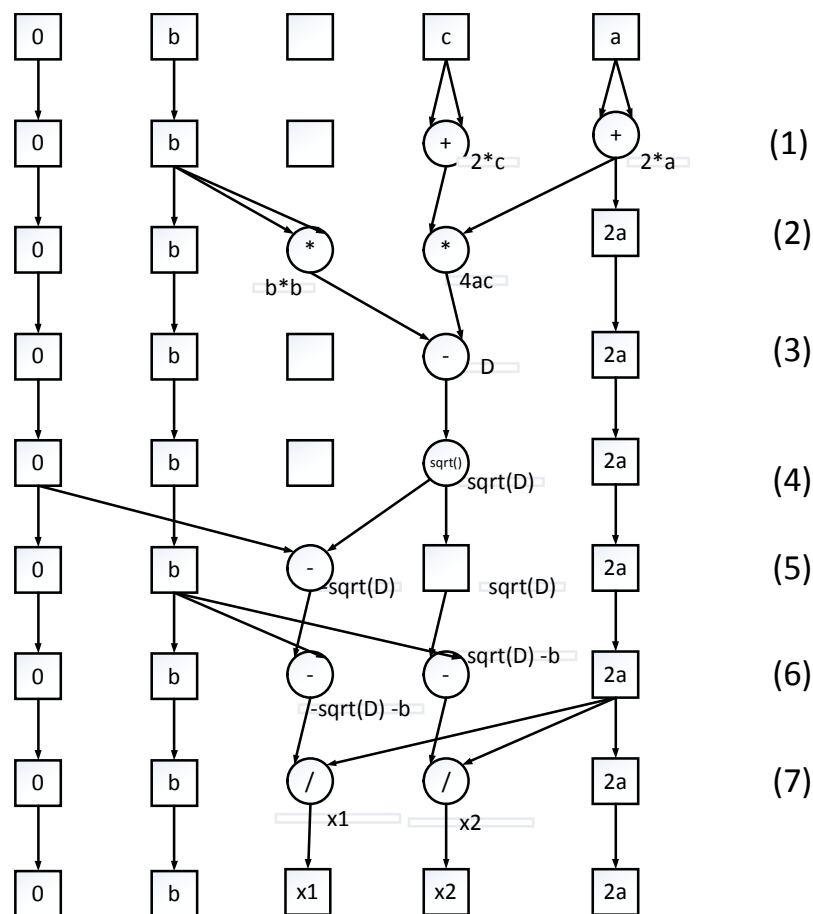 0 b c a
0 b + + (1)
2*c 2*a
0 b * * 2a (2)
b*b 4ac
0 b - 2a (3)
D
0 b sqrt() 2a (4)
sqrt(D)
0 b - 2a (5)
-sqrt(D) sqrt(D)
sqrt(D) -b
0 b - - 2a (6)
-sqrt(D) -b
0 b / / 2a (7)
x1 x2
0 b x1 x2 2a